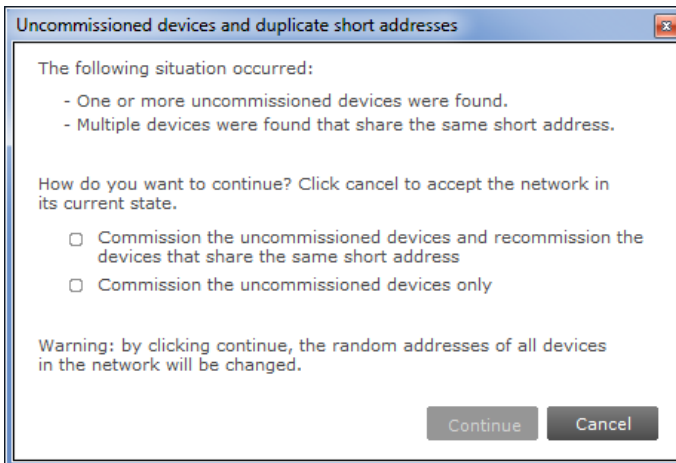 Uncommissioned devices and duplicate short addresses
The following situation occurred:
- One or more uncommissioned devices were found.
- Multiple devices were found that share the same short address.
How do you want to continue? Click cancel to accept the network in
its current state.
Commission the uncommissioned devices and recommission the
devices that share the same short address
Commission the uncommissioned devices only
Warning: by clicking continue, the random addresses of all devices
in the network will be changed.
Continue Cancel